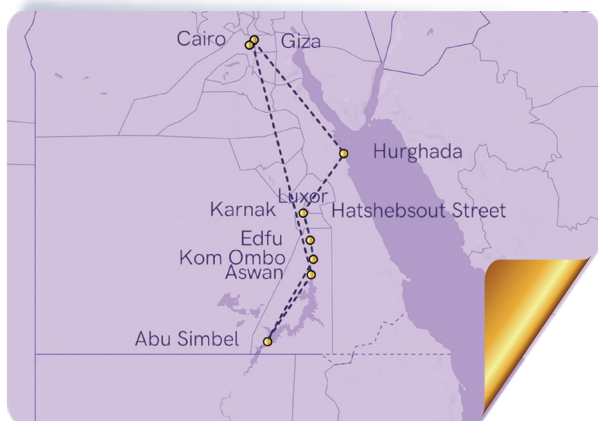 Cairo
Giza
Hurghada
Luxor
Karnak
Hatshebsout Street
Edfu
Kom Ombo
Aswan
Abu Simbel